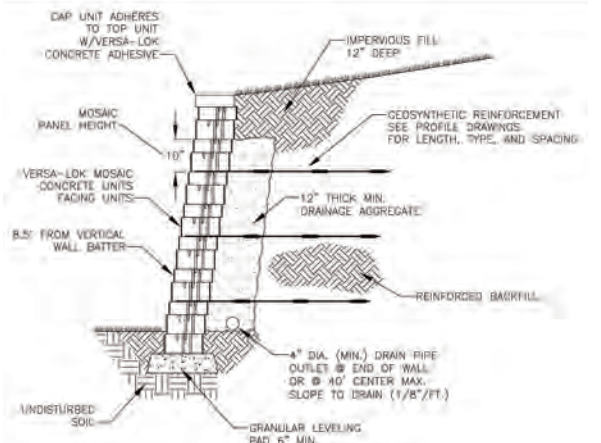 CAP UNIT ADHERES
TO TOP UNIT
W/VERSA-LOK
CONCRETE ADHESIVE
IMPERVIOUS FILL
12" DEEP
MOSAIC
PANEL HEIGHT
10"
GEOSYNTHETIC REINFORCEMENT
SEE PROFILE DRAWINGS
FOR LENGTH, TYPE, AND SPACING
VERSA-LOK MOSAIC
CONCRETE UNITS
FACING UNITS
12" THICK MIN.
DRAINAGE AGGREGATE
8.5° FROM VERTICAL
WALL BATTER
REINFORCED BACKFILL
4" DIA. (MIN.) DRAIN PIPE
OUTLET @ END OF WALL
OR @ 40' CENTER MAX.
SLOPE TO DRAIN (1/8"/FT.)
UNDISTURBED
SOIL
GRANULAR LEVELING
PAD 6" MIN.